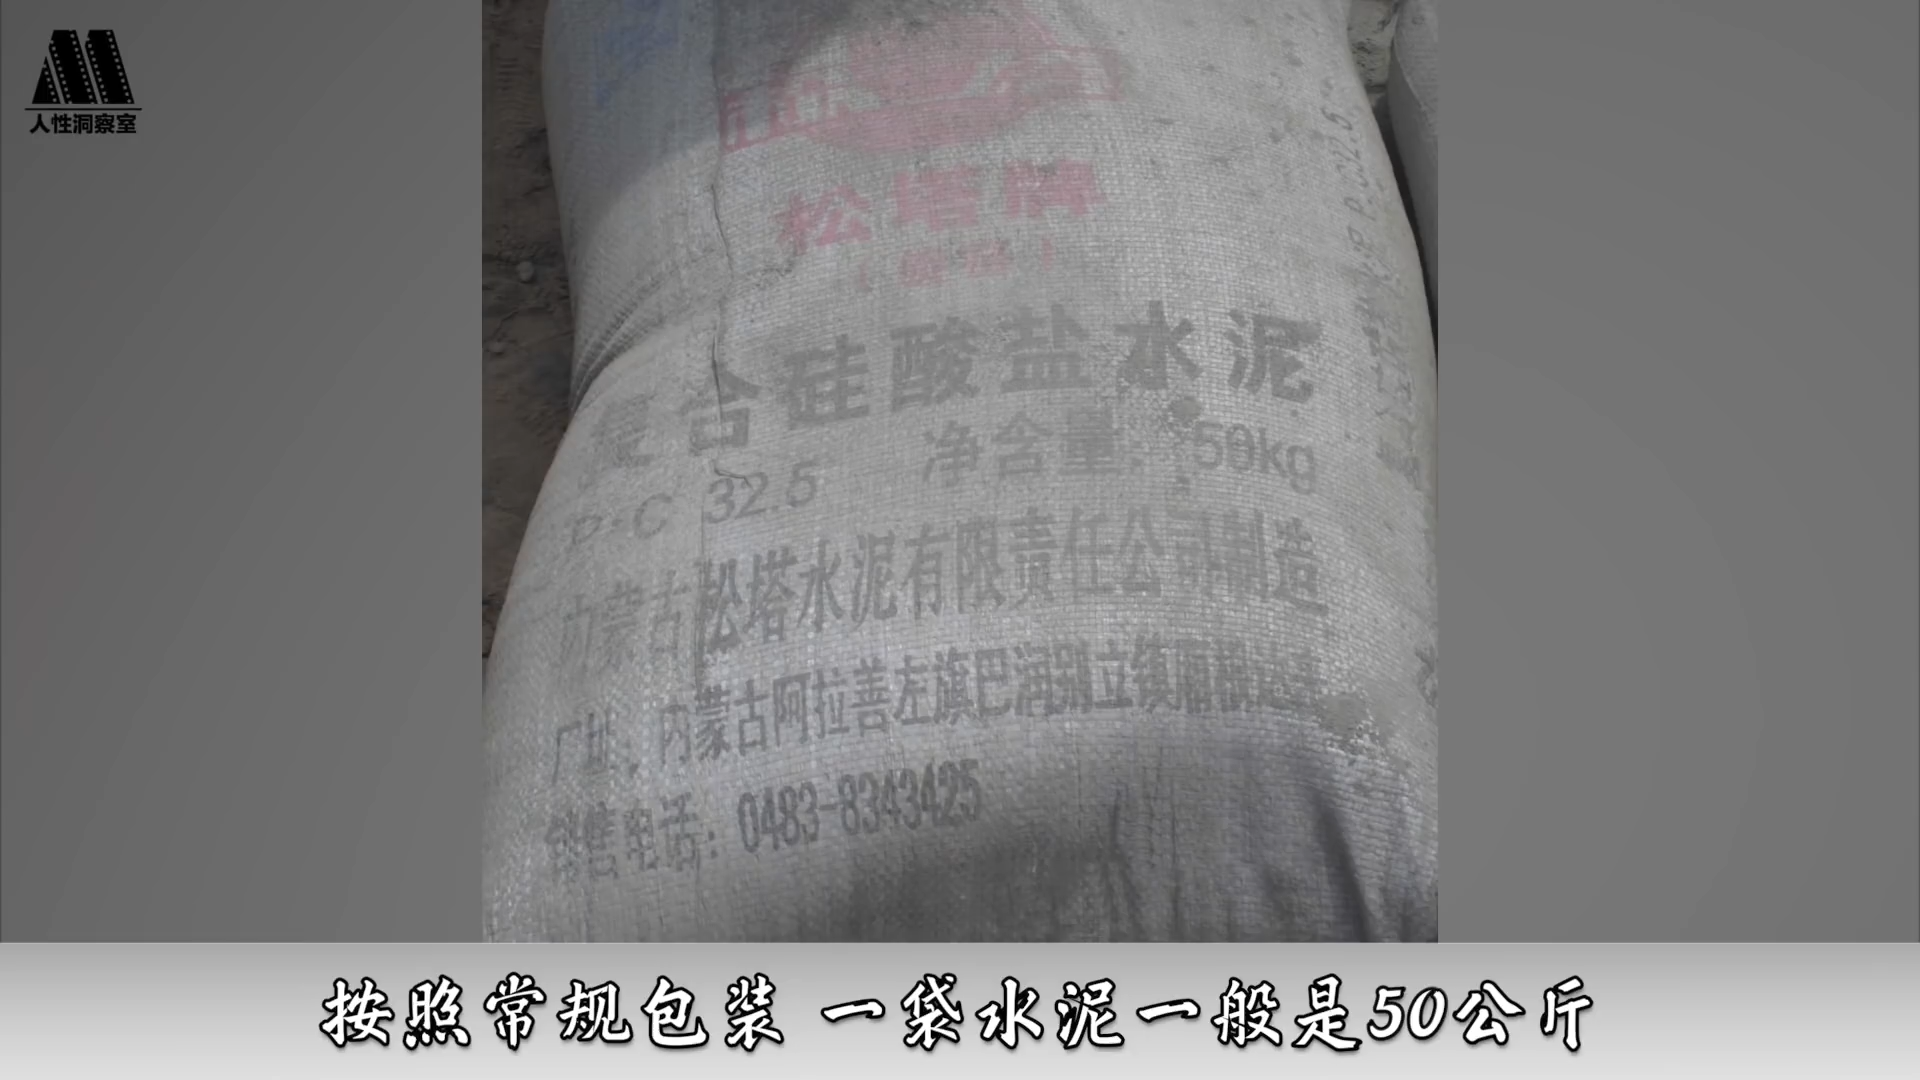 人性洞察室
松塔牌
复合硅酸盐水泥
P·C 32.5 净含量: 50kg
内蒙古松塔水泥有限责任公司制造
厂址:内蒙古阿拉善左旗巴润别立镇
销售电话:0483-8343425
按照常规包装 一袋水泥一般是50公斤